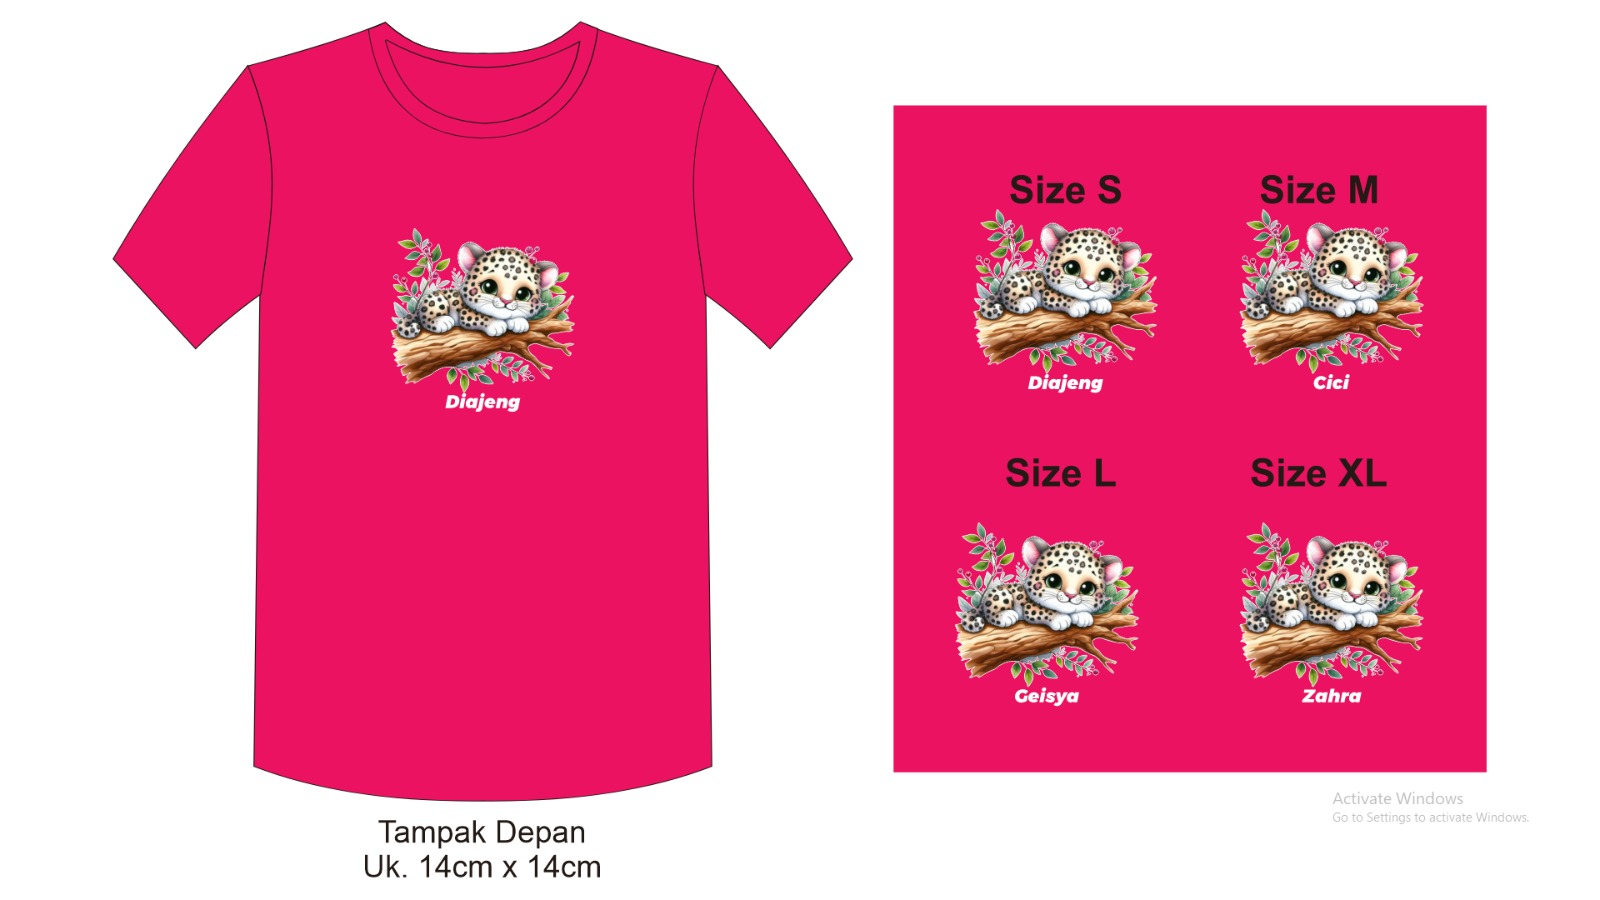 Diajeng
Tampak Depan
Uk. 14cm x 14cm
Size S
Size M
Diajeng
Cici
Size L
Size XL
Geisya
Zahra
Activate Windows
Go to Settings to activate Windows.